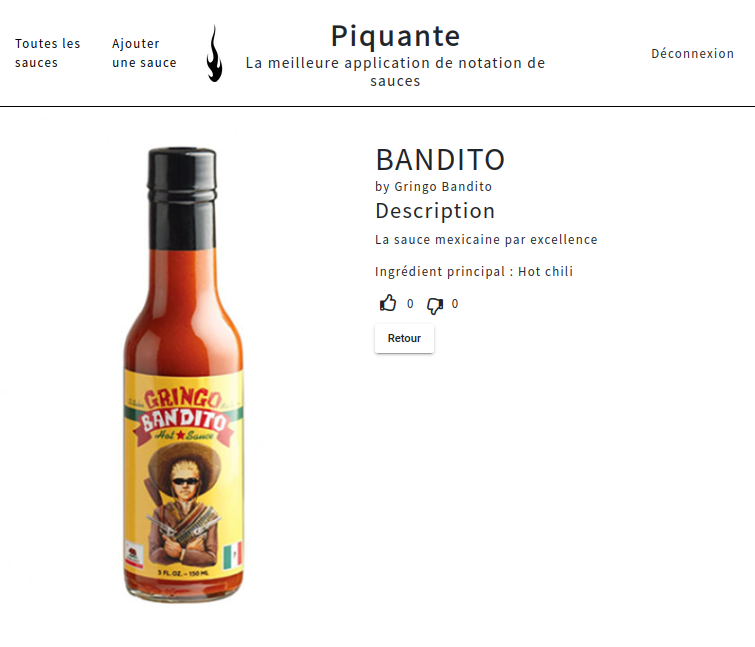 Toutes les
sauces
Ajouter
une sauce
Piquante
La meilleure application de notation de
sauces
Déconnexion
BANDITO
by Gringo Bandito
Description
La sauce mexicaine par excellence
Ingrédient principal : Hot chili
0 0
Retour
GRINGO
BANDITO
Hot Sauce
5 FL.OZ. – 150 ML